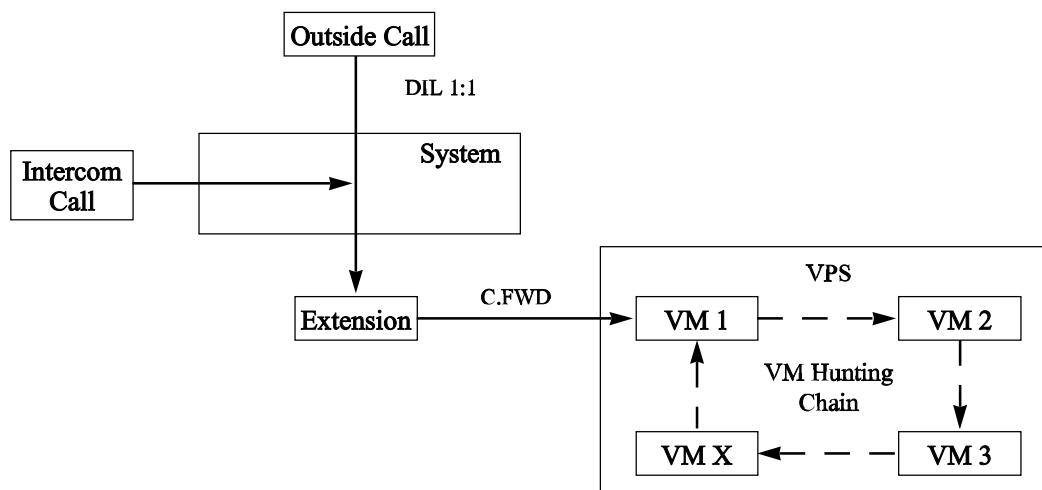 Outside Call
DIL 1:1
System
Intercom
Call
VPS
C.FWD
Extension
VM 1
VM 2
VM Hunting
Chain
VM X
VM 3